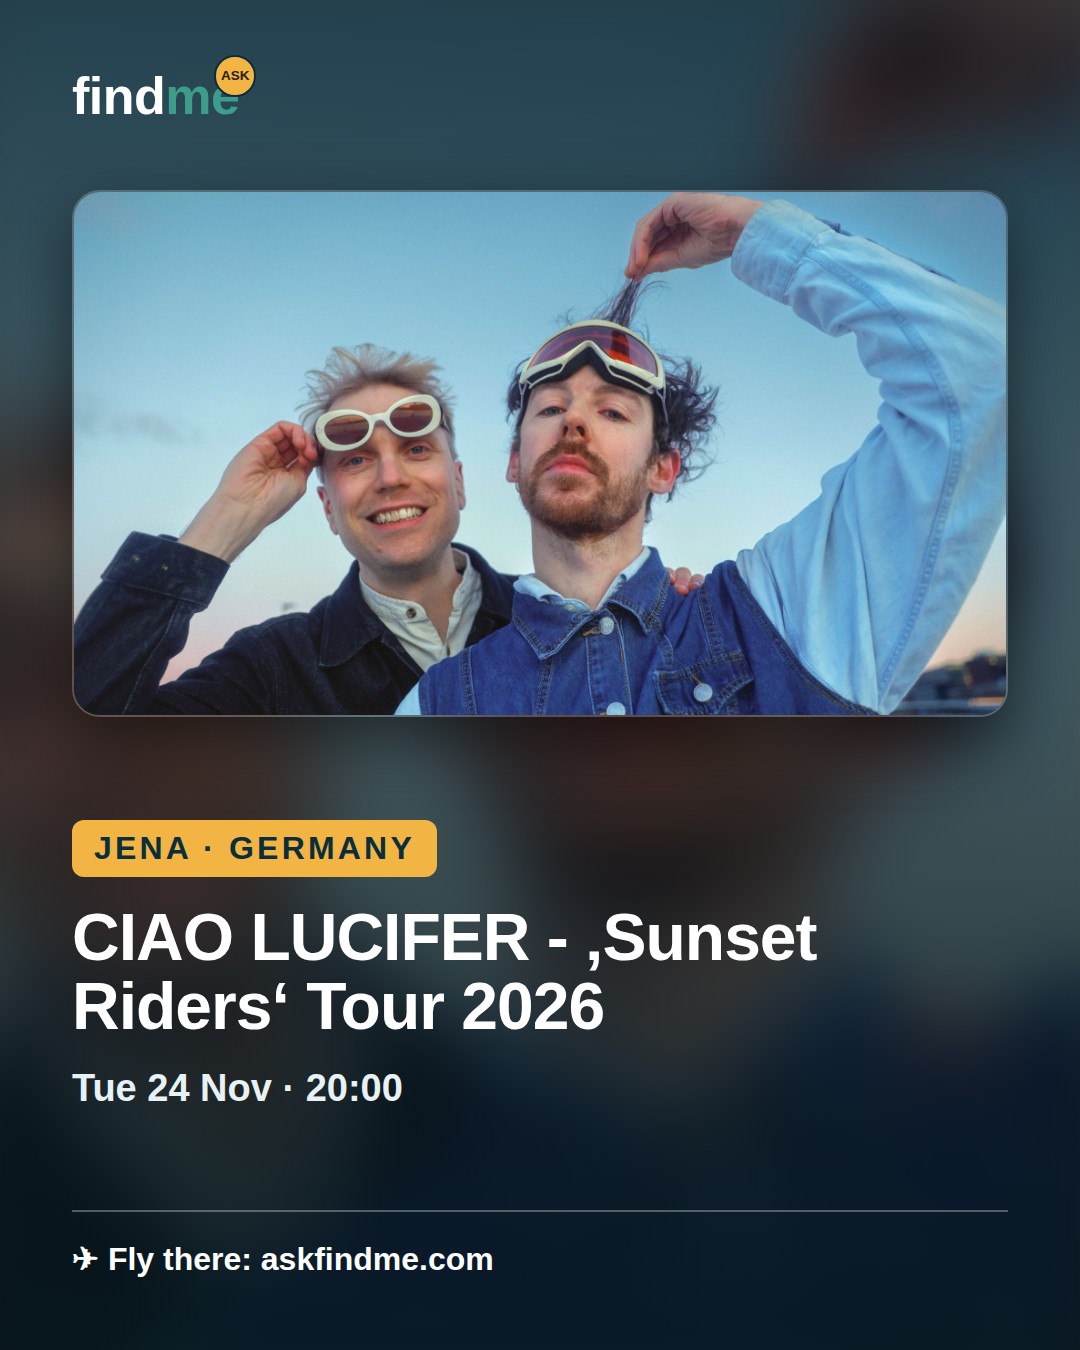 findme
ASK
JENA · GERMANY
CIAO LUCIFER - ‚Sunset
Riders‘ Tour 2026
Tue 24 Nov · 20:00
✈ Fly there: askfindme.com